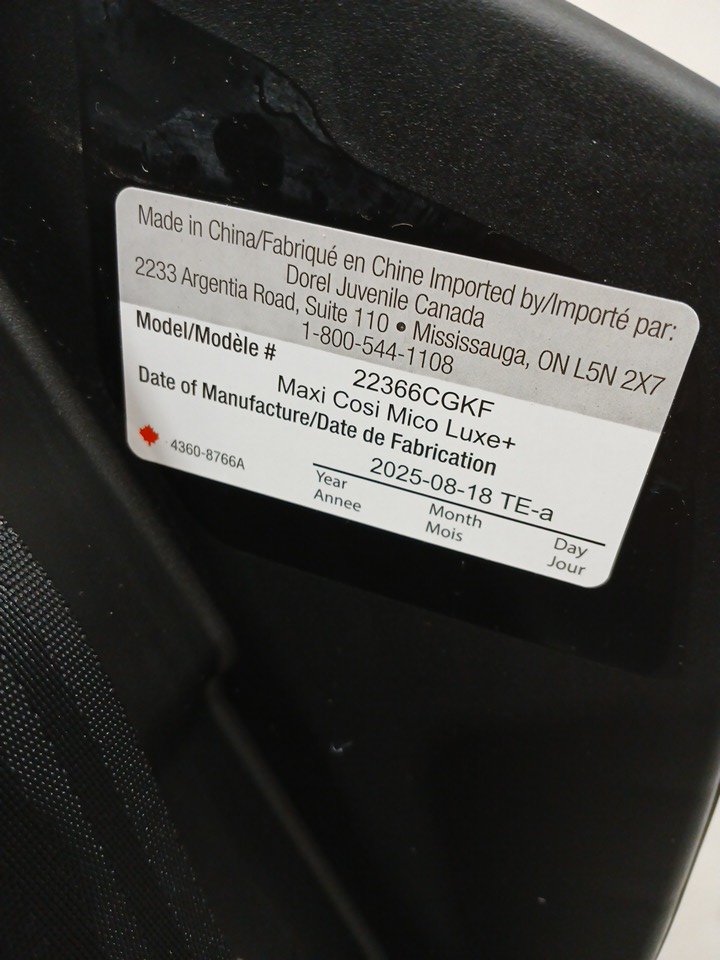 Made in China/Fabriqué en Chine Imported by/Importé par:
Dorel Juvenile Canada
2233 Argentia Road, Suite 110 • Mississauga, ON L5N 2X7
1-800-544-1108
Model/Modèle #
22366CGKF
Maxi Cosi Mico Luxe+
Date of Manufacture/Date de Fabrication
2025-08-18 TE-a
4360-8766A
Year Month Day
Annee Mois Jour